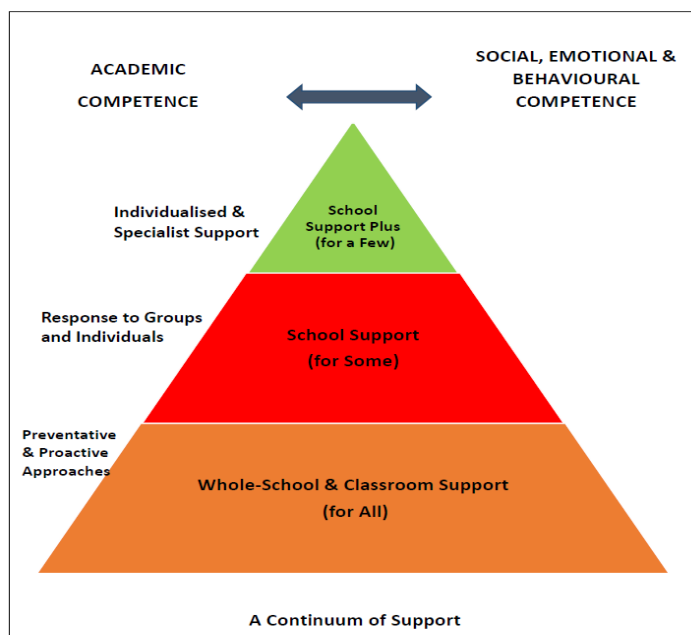 ACADEMIC
COMPETENCE
SOCIAL, EMOTIONAL &
BEHAVIOURAL
COMPETENCE
Individualised &
Specialist Support
School
Support Plus
(for a Few)
Response to Groups
and Individuals
School Support
(for Some)
Preventative
& Proactive
Approaches
Whole-School & Classroom Support
(for All)
A Continuum of Support